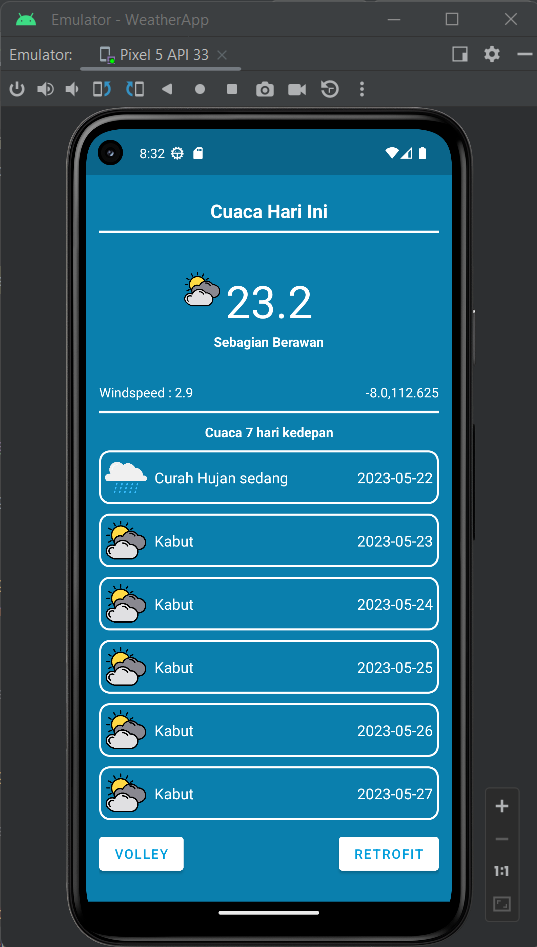 Emulator - WeatherApp
Emulator: Pixel 5 API 33
8:32
Cuaca Hari Ini
23.2
Sebagian Berawan
Windspeed : 2.9 -8.0,112.625
Cuaca 7 hari kedepan
Curah Hujan sedang 2023-05-22
Kabut 2023-05-23
Kabut 2023-05-24
Kabut 2023-05-25
Kabut 2023-05-26
Kabut 2023-05-27
VOLLEY RETROFIT
1:1